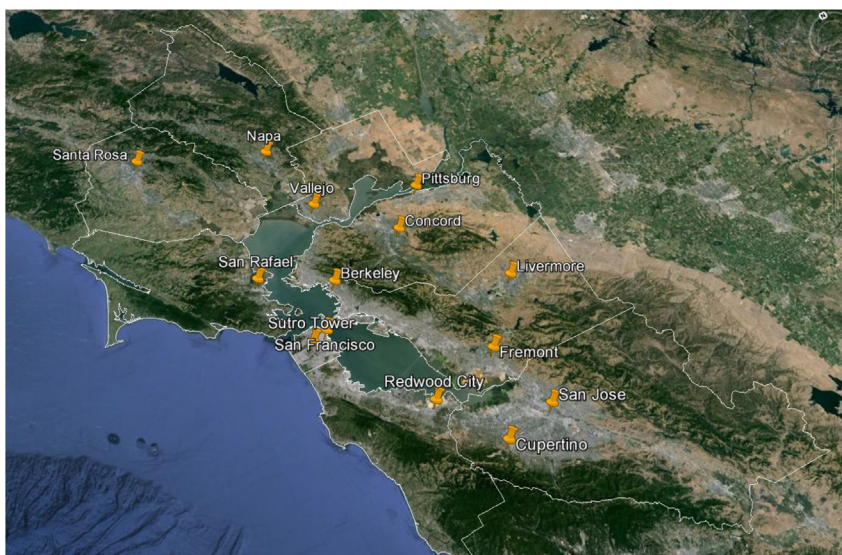 Napa
Santa Rosa
Pittsburg
Vallejo
Concord
San Rafael
Berkeley
Livermore
Sutro Tower
San Francisco
Fremont
Redwood City
San Jose
Cupertino
N